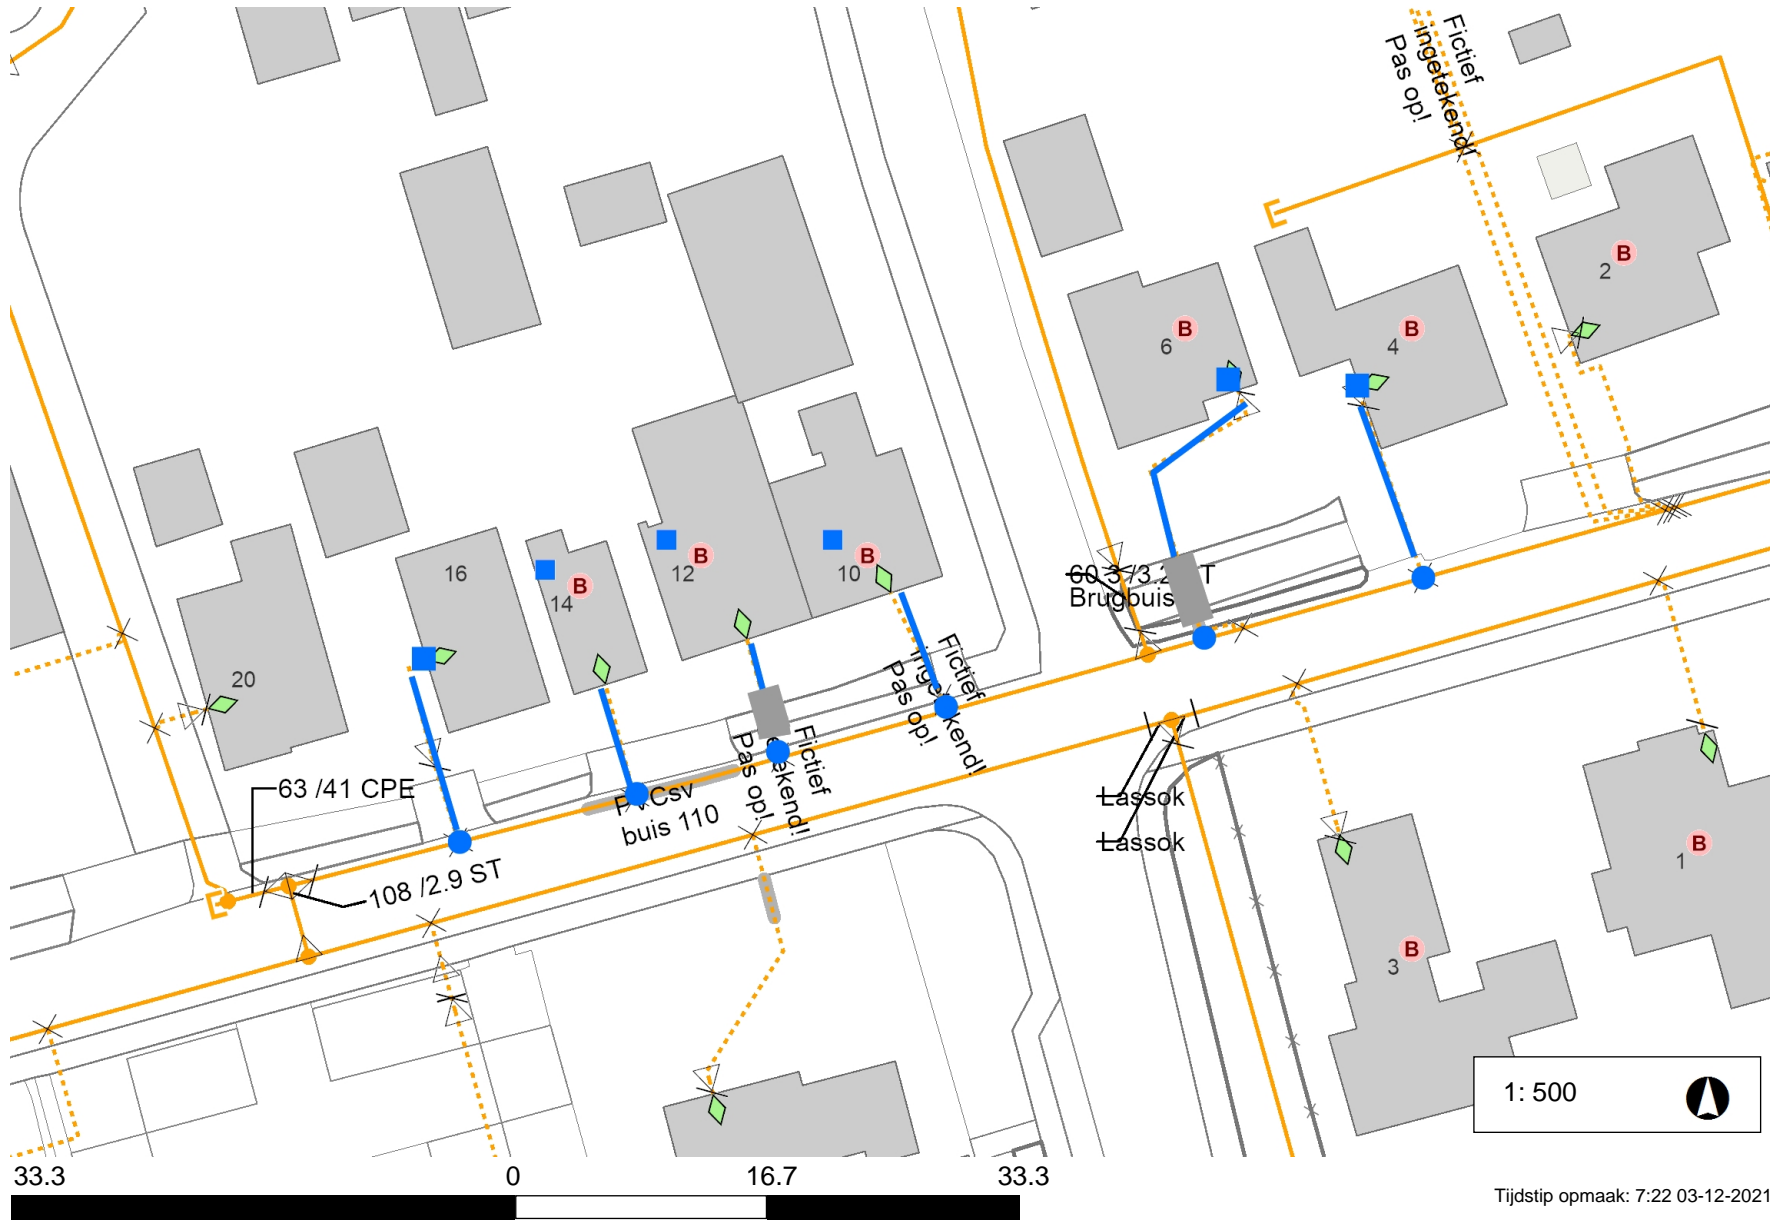 Fictief
ingetekend!
Pas op!
B
2
B
6
B
4
16
B
14
B
12
B
10
60.3 /3.2 ST
Brugbuis
20
Fictief
Pas op!
Fictief
Pas op!
63 /41 CPE
PVCsv
buis 110
Lassok
Lassok
108 /2.9 ST
B
1
B
3
1: 500
33.3
0
16.7
33.3
Tijdstip opmaak: 7:22 03-12-2021